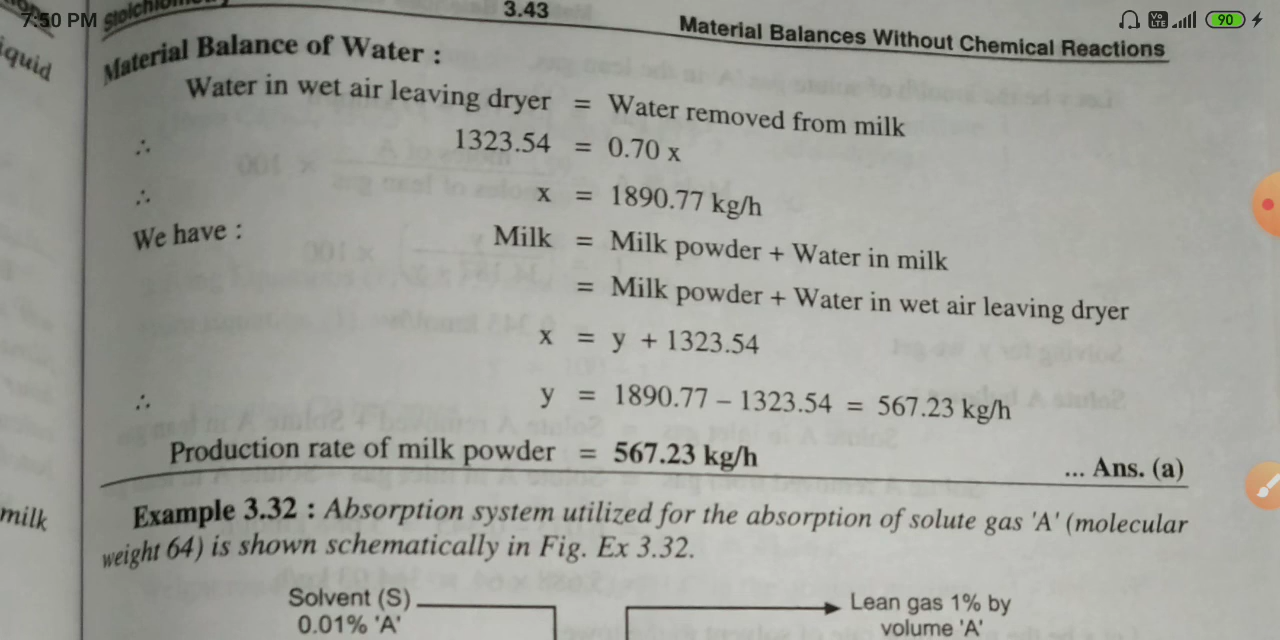 7:50 PM
3.43
Material Balances Without Chemical Reactions
90
iquid
Material Balance of Water :
Water in wet air leaving dryer = Water removed from milk
∴ 1323.54 = 0.70 x
∴ x = 1890.77 kg/h
We have : Milk = Milk powder + Water in milk
= Milk powder + Water in wet air leaving dryer
x = y + 1323.54
∴ y = 1890.77 – 1323.54 = 567.23 kg/h
Production rate of milk powder = 567.23 kg/h
... Ans. (a)
milk
Example 3.32 : Absorption system utilized for the absorption of solute gas 'A' (molecular
weight 64) is shown schematically in Fig. Ex 3.32.
Solvent (S)
0.01% 'A'
Lean gas 1% by
volume 'A'